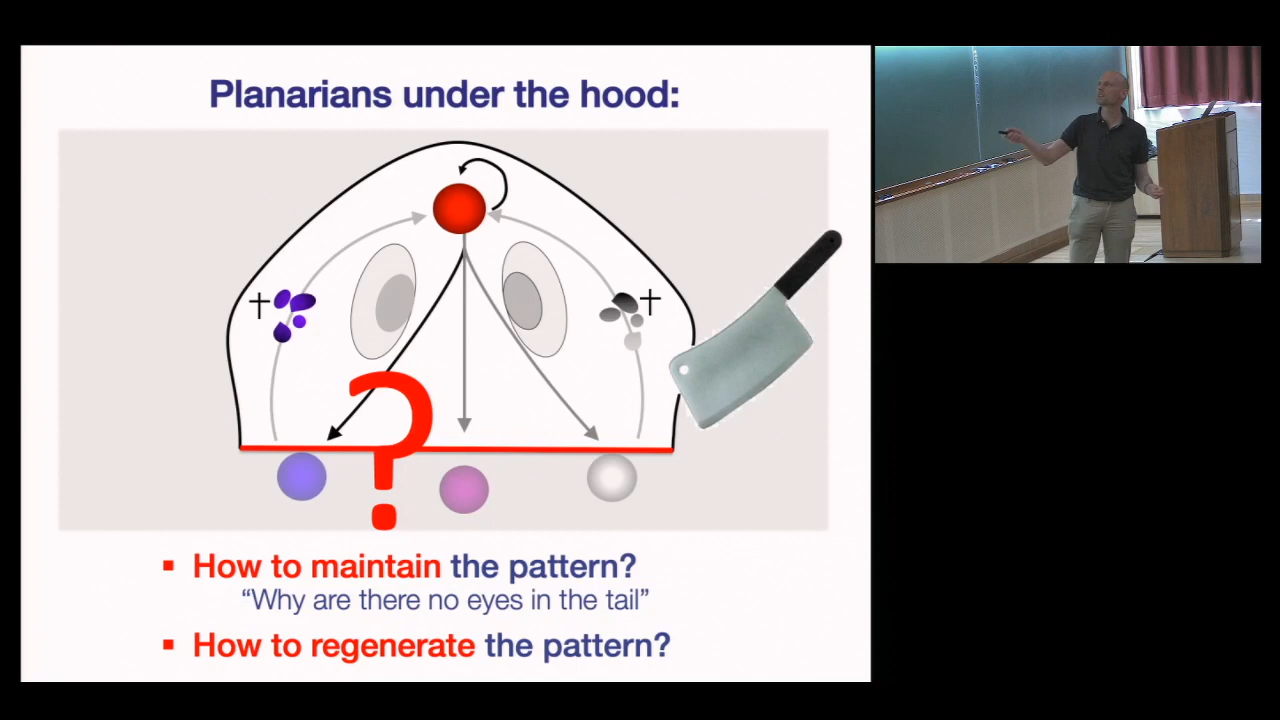 Planarians under the hood:
?
▪ How to maintain the pattern?
“Why are there no eyes in the tail”
▪ How to regenerate the pattern?